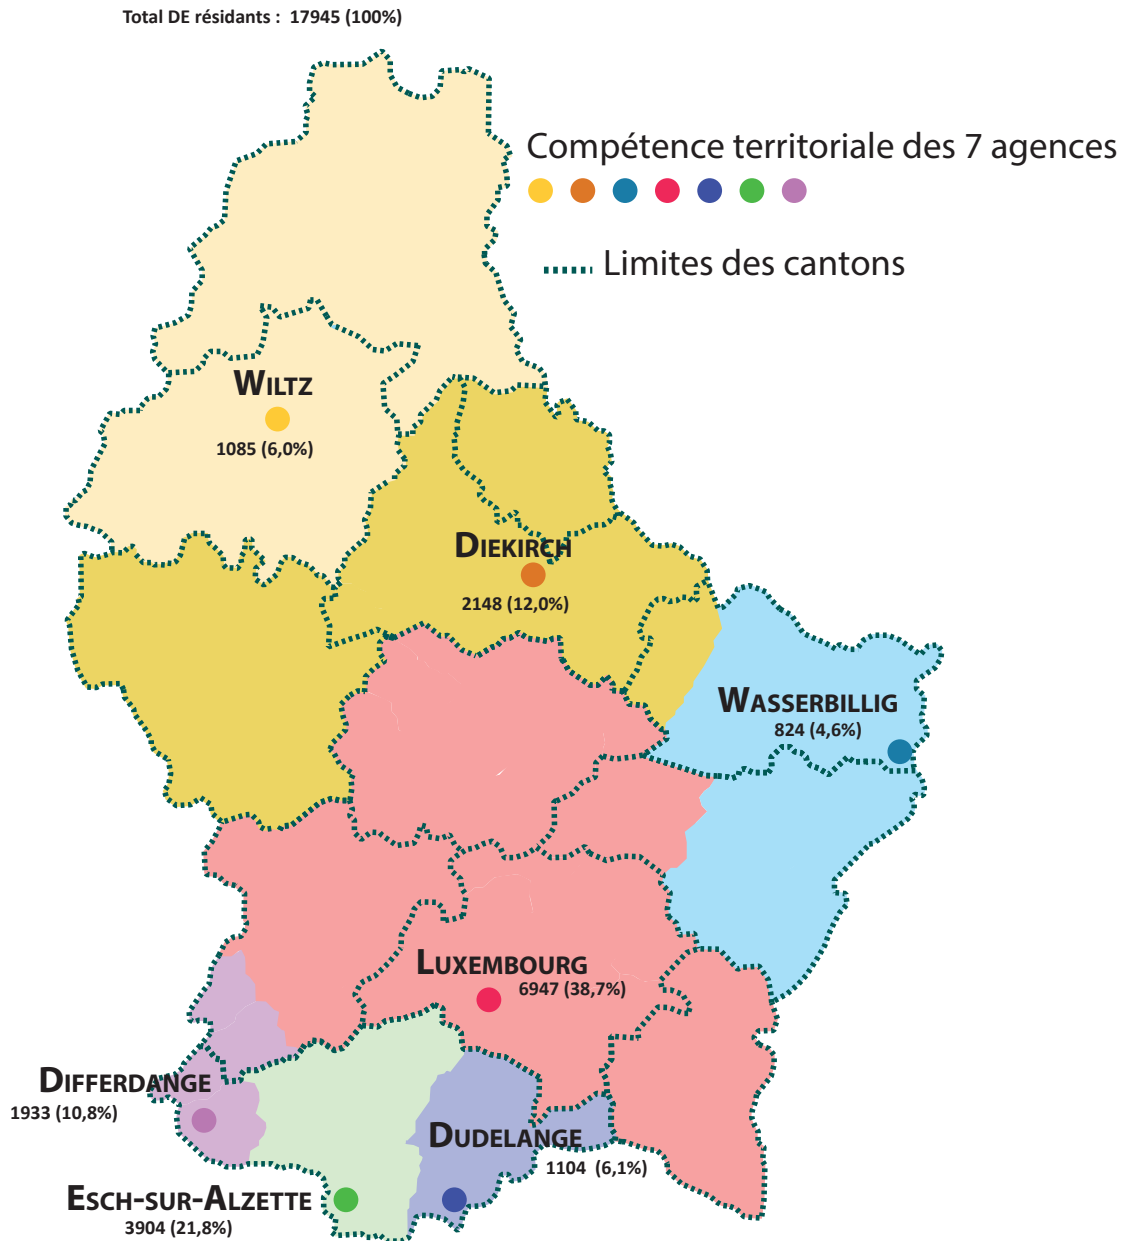 Total DE résidants : 17945 (100%)
Compétence territoriale des 7 agences
Limites des cantons
WILTZ
1085 (6,0%)
DIEKIRCH
2148 (12,0%)
WASSERBILLIG
824 (4,6%)
LUXEMBOURG
6947 (38,7%)
DIFFERDANGE
1933 (10,8%)
DUDELANGE
1104 (6,1%)
ESCH-SUR-ALZETTE
3904 (21,8%)